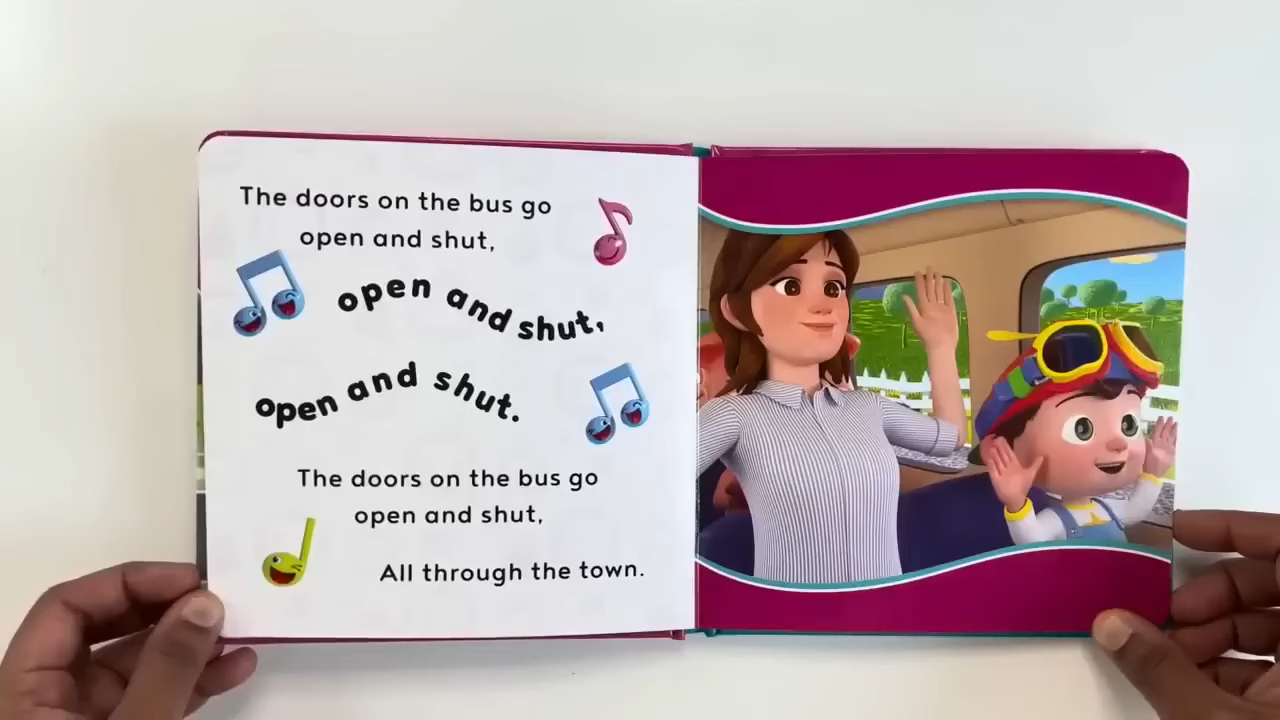 The doors on the bus go
open and shut,
open and shut,
open and shut.
The doors on the bus go
open and shut,
All through the town.